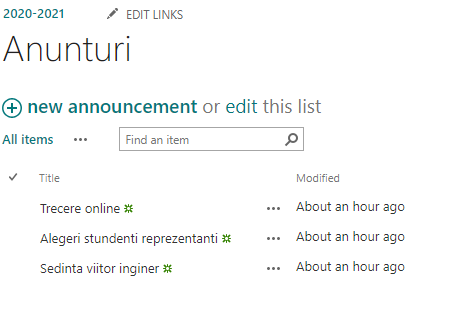 2020-2021 EDIT LINKS
Anunturi
new announcement or edit this list
All items ... Find an item
Title Modified
Trecere online ... About an hour ago
Alegeri stundenti reprezentanti ... About an hour ago
Sedinta viitor inginer ... About an hour ago